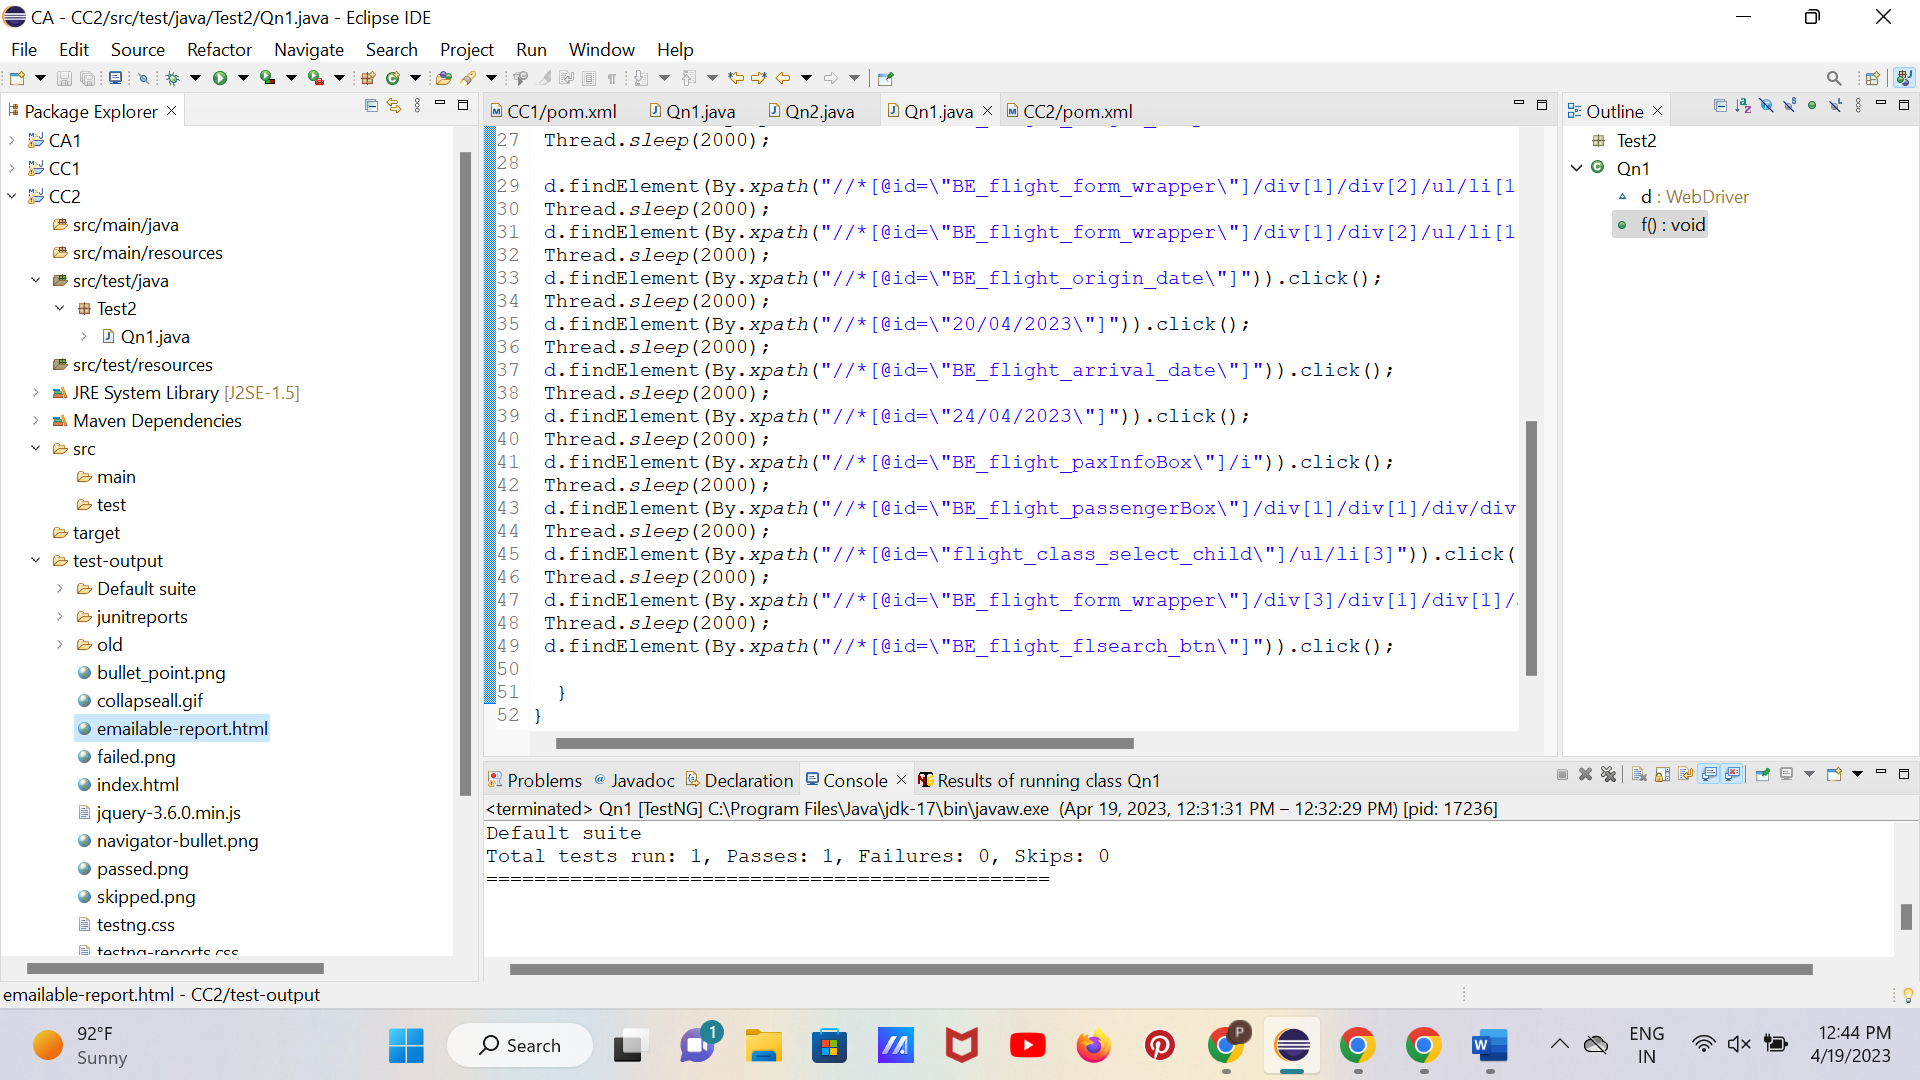 CA - CC2/src/test/java/Test2/Qn1.java - Eclipse IDE
File Edit Source Refactor Navigate Search Project Run Window Help
Package Explorer
CA1
CC1
CC2
src/main/java
src/main/resources
src/test/java
Test2
Qn1.java
src/test/resources
JRE System Library [J2SE-1.5]
Maven Dependencies
src
main
test
target
test-output
Default suite
junitreports
old
bullet_point.png
collapseall.gif
emailable-report.html
failed.png
index.html
jquery-3.6.0.min.js
navigator-bullet.png
passed.png
skipped.png
testng.css
testng-reports.css
CC1/pom.xml Qn1.java Qn2.java Qn1.java CC2/pom.xml
27 Thread.sleep(2000);
28
29 d.findElement(By.xpath("//*[@id=\"BE_flight_form_wrapper\"]/div[1]/div[2]/ul/li[1
30 Thread.sleep(2000);
31 d.findElement(By.xpath("//*[@id=\"BE_flight_form_wrapper\"]/div[1]/div[2]/ul/li[1
32 Thread.sleep(2000);
33 d.findElement(By.xpath("//*[@id=\"BE_flight_origin_date\"]")).click();
34 Thread.sleep(2000);
35 d.findElement(By.xpath("//*[@id=\"20/04/2023\"]")).click();
36 Thread.sleep(2000);
37 d.findElement(By.xpath("//*[@id=\"BE_flight_arrival_date\"]")).click();
38 Thread.sleep(2000);
39 d.findElement(By.xpath("//*[@id=\"24/04/2023\"]")).click();
40 Thread.sleep(2000);
41 d.findElement(By.xpath("//*[@id=\"BE_flight_paxInfoBox\"]/i")).click();
42 Thread.sleep(2000);
43 d.findElement(By.xpath("//*[@id=\"BE_flight_passengerBox\"]/div[1]/div[1]/div/div
44 Thread.sleep(2000);
45 d.findElement(By.xpath("//*[@id=\"flight_class_select_child\"]/ul/li[3]")).click(
46 Thread.sleep(2000);
47 d.findElement(By.xpath("//*[@id=\"BE_flight_form_wrapper\"]/div[3]/div[1]/div[1]/
48 Thread.sleep(2000);
49 d.findElement(By.xpath("//*[@id=\"BE_flight_flsearch_btn\"]")).click();
50
51 }
52 }
Outline
Test2
Qn1
d : WebDriver
f() : void
Problems Javadoc Declaration Console Results of running class Qn1
<terminated> Qn1 [TestNG] C:\Program Files\Java\jdk-17\bin\javaw.exe (Apr 19, 2023, 12:31:31 PM – 12:32:29 PM) [pid: 17236]
Default suite
Total tests run: 1, Passes: 1, Failures: 0, Skips: 0
===============================================
emailable-report.html - CC2/test-output
92°F
Sunny
Search
1
P
ENG
IN
12:44 PM
4/19/2023